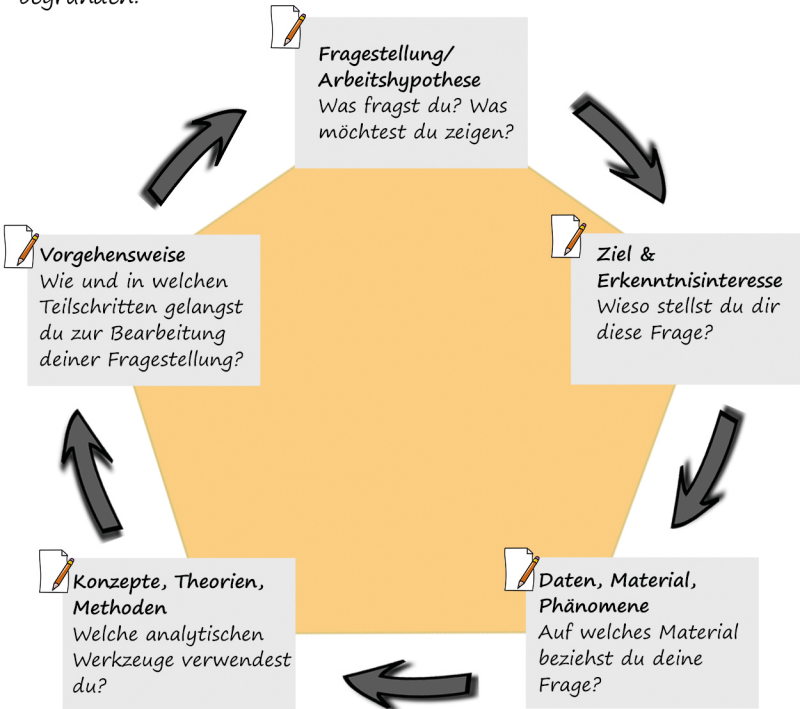 begründen.
Fragestellung/
Arbeitshypothese
Was fragst du? Was
möchtest du zeigen?
Ziel &
Erkenntnisinteresse
Wieso stellst du dir
diese Frage?
Daten, Material,
Phänomene
Auf welches Material
beziehst du deine
Frage?
Konzepte, Theorien,
Methoden
Welche analytischen
Werkzeuge verwendest
du?
Vorgehensweise
Wie und in welchen
Teilschritten gelangst
du zur Bearbeitung
deiner Fragestellung?